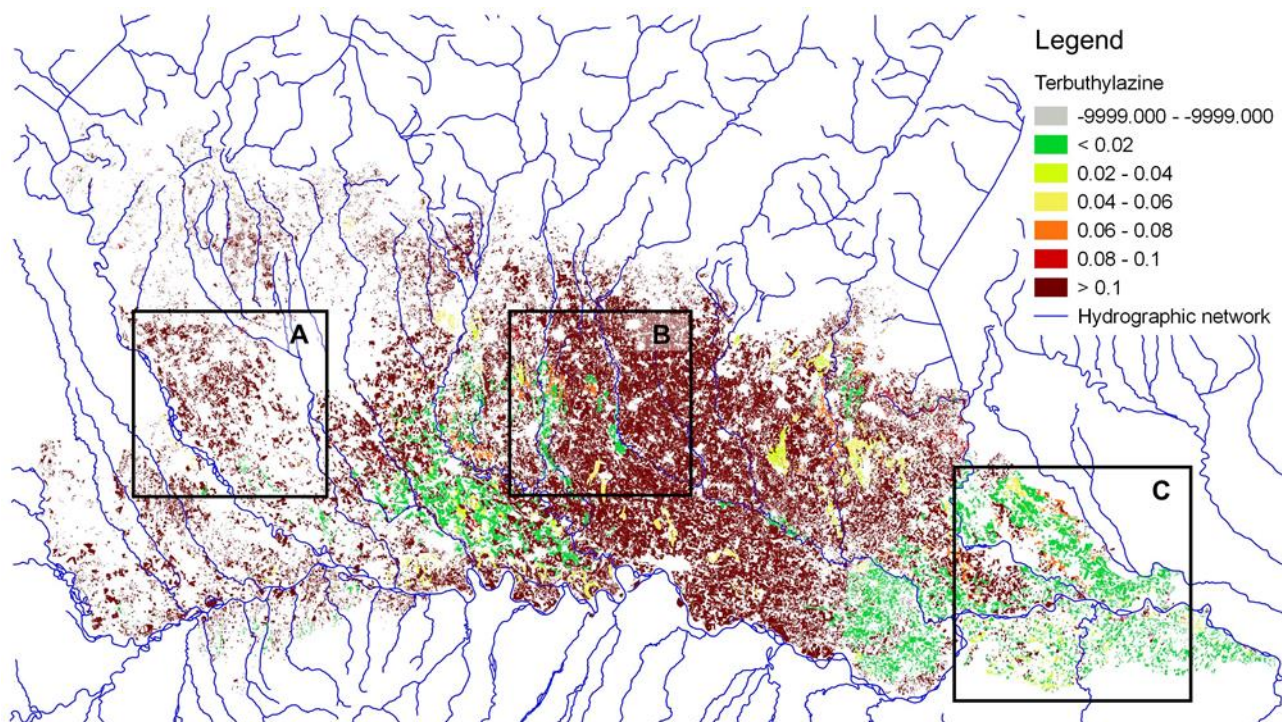 Legend
Terbuthylazine
-9999.000 - -9999.000
< 0.02
0.02 - 0.04
0.04 - 0.06
0.06 - 0.08
0.08 - 0.1
> 0.1
Hydrographic network
A
B
C